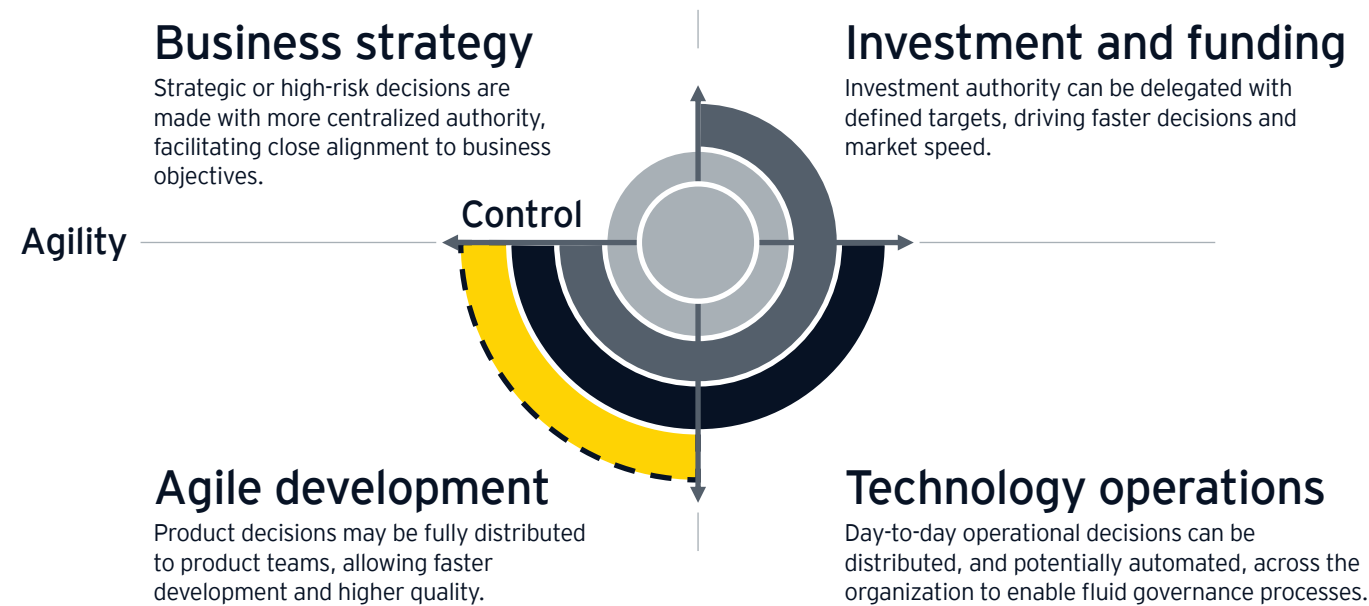 Business strategy
Strategic or high-risk decisions are
made with more centralized authority,
facilitating close alignment to business
objectives.
Investment and funding
Investment authority can be delegated with
defined targets, driving faster decisions and
market speed.
Control
Agility
Agile development
Product decisions may be fully distributed
to product teams, allowing faster
development and higher quality.
Technology operations
Day-to-day operational decisions can be
distributed, and potentially automated, across the
organization to enable fluid governance processes.